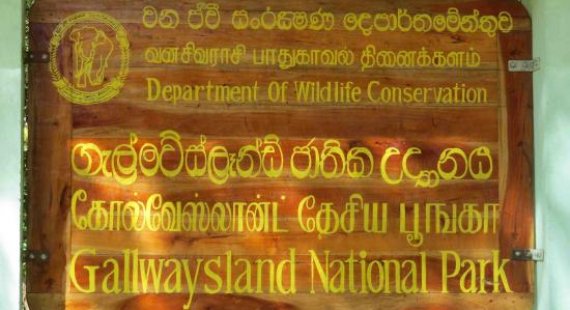 වන ජීවී සංරක්ෂණ දෙපාර්තමේන්තුව
வனசீவராசி பாதுகாவல் திணைக்களம்
Department Of Wildlife Conservation
ගැල්වේස්ලෑන්ඩ් ජාතික උද්‍යානය
கோல்வேஸ்லாண்ட் தேசிய பூங்கா
Gallwaysland National Park